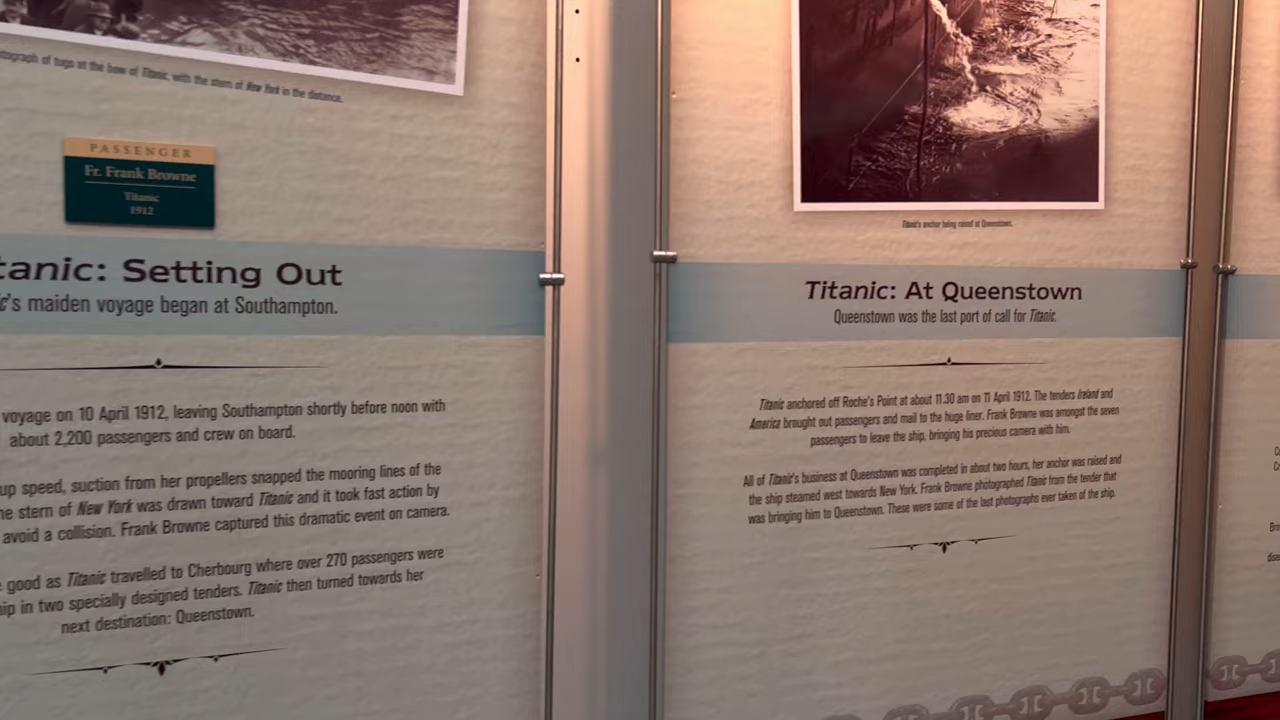 tograph of tugs at the bow of Titanic, with the stern of New York in the distance.
PASSENGER
Fr. Frank Browne
Titanic
1912
tanic: Setting Out
c's maiden voyage began at Southampton.
voyage on 10 April 1912, leaving Southampton shortly before noon with
about 2,200 passengers and crew on board.
up speed, suction from her propellers snapped the mooring lines of the
ne stern of New York was drawn toward Titanic and it took fast action by
avoid a collision. Frank Browne captured this dramatic event on camera.
good as Titanic travelled to Cherbourg where over 270 passengers were
ip in two specially designed tenders. Titanic then turned towards her
next destination: Queenstown.
Titanic's anchor being raised at Queenstown.
Titanic: At Queenstown
Queenstown was the last port of call for Titanic.
Titanic anchored off Roche's Point at about 11.30 am on 11 April 1912. The tenders Ireland and
America brought out passengers and mail to the huge liner. Frank Browne was amongst the seven
passengers to leave the ship, bringing his precious camera with him.
All of Titanic's business at Queenstown was completed in about two hours, her anchor was raised and
the ship steamed west towards New York. Frank Browne photographed Titanic from the tender that
was bringing him to Queenstown. These were some of the last photographs ever taken of the ship.